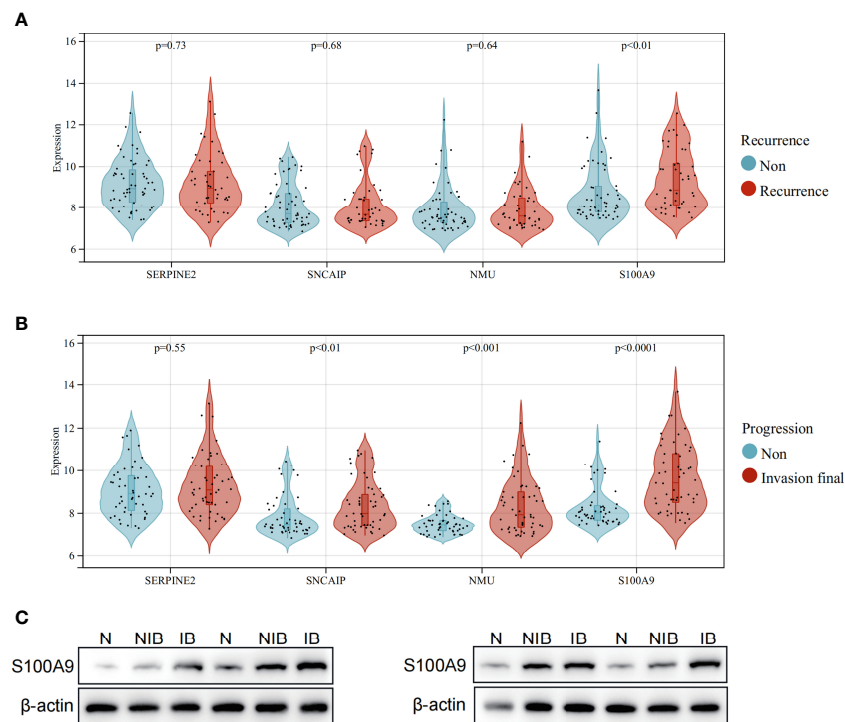 A
16
14
12
10
8
6
Expression
p=0.73 p=0.68 p=0.64 p<0.01
SERPINE2 SNCAIP NMU S100A9
Recurrence
Non
Recurrence
B
16
14
12
10
8
6
Expression
p=0.55 p<0.01 p<0.001 p<0.0001
SERPINE2 SNCAIP NMU S100A9
Progression
Non
Invasion final
C
N NIB IB N NIB IB
S100A9
β-actin
N NIB IB N NIB IB
S100A9
β-actin